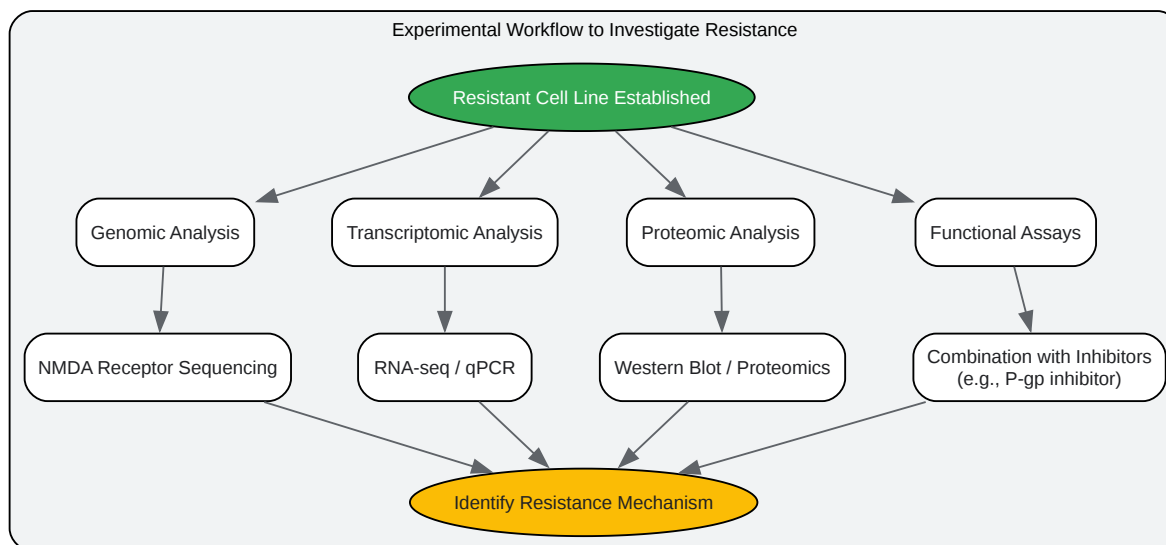 Experimental Workflow to Investigate Resistance
Resistant Cell Line Established
Genomic Analysis
Transcriptomic Analysis
Proteomic Analysis
Functional Assays
NMDA Receptor Sequencing
RNA-seq / qPCR
Western Blot / Proteomics
Combination with Inhibitors
(e.g., P-gp inhibitor)
Identify Resistance Mechanism